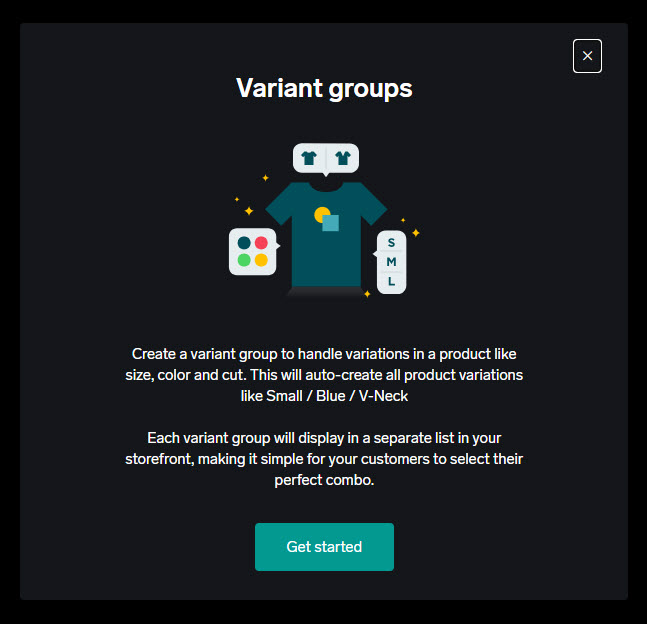 Variant groups
S
M
L
Create a variant group to handle variations in a product like
size, color and cut. This will auto-create all product variations
like Small / Blue / V-Neck
Each variant group will display in a separate list in your
storefront, making it simple for your customers to select their
perfect combo.
Get started